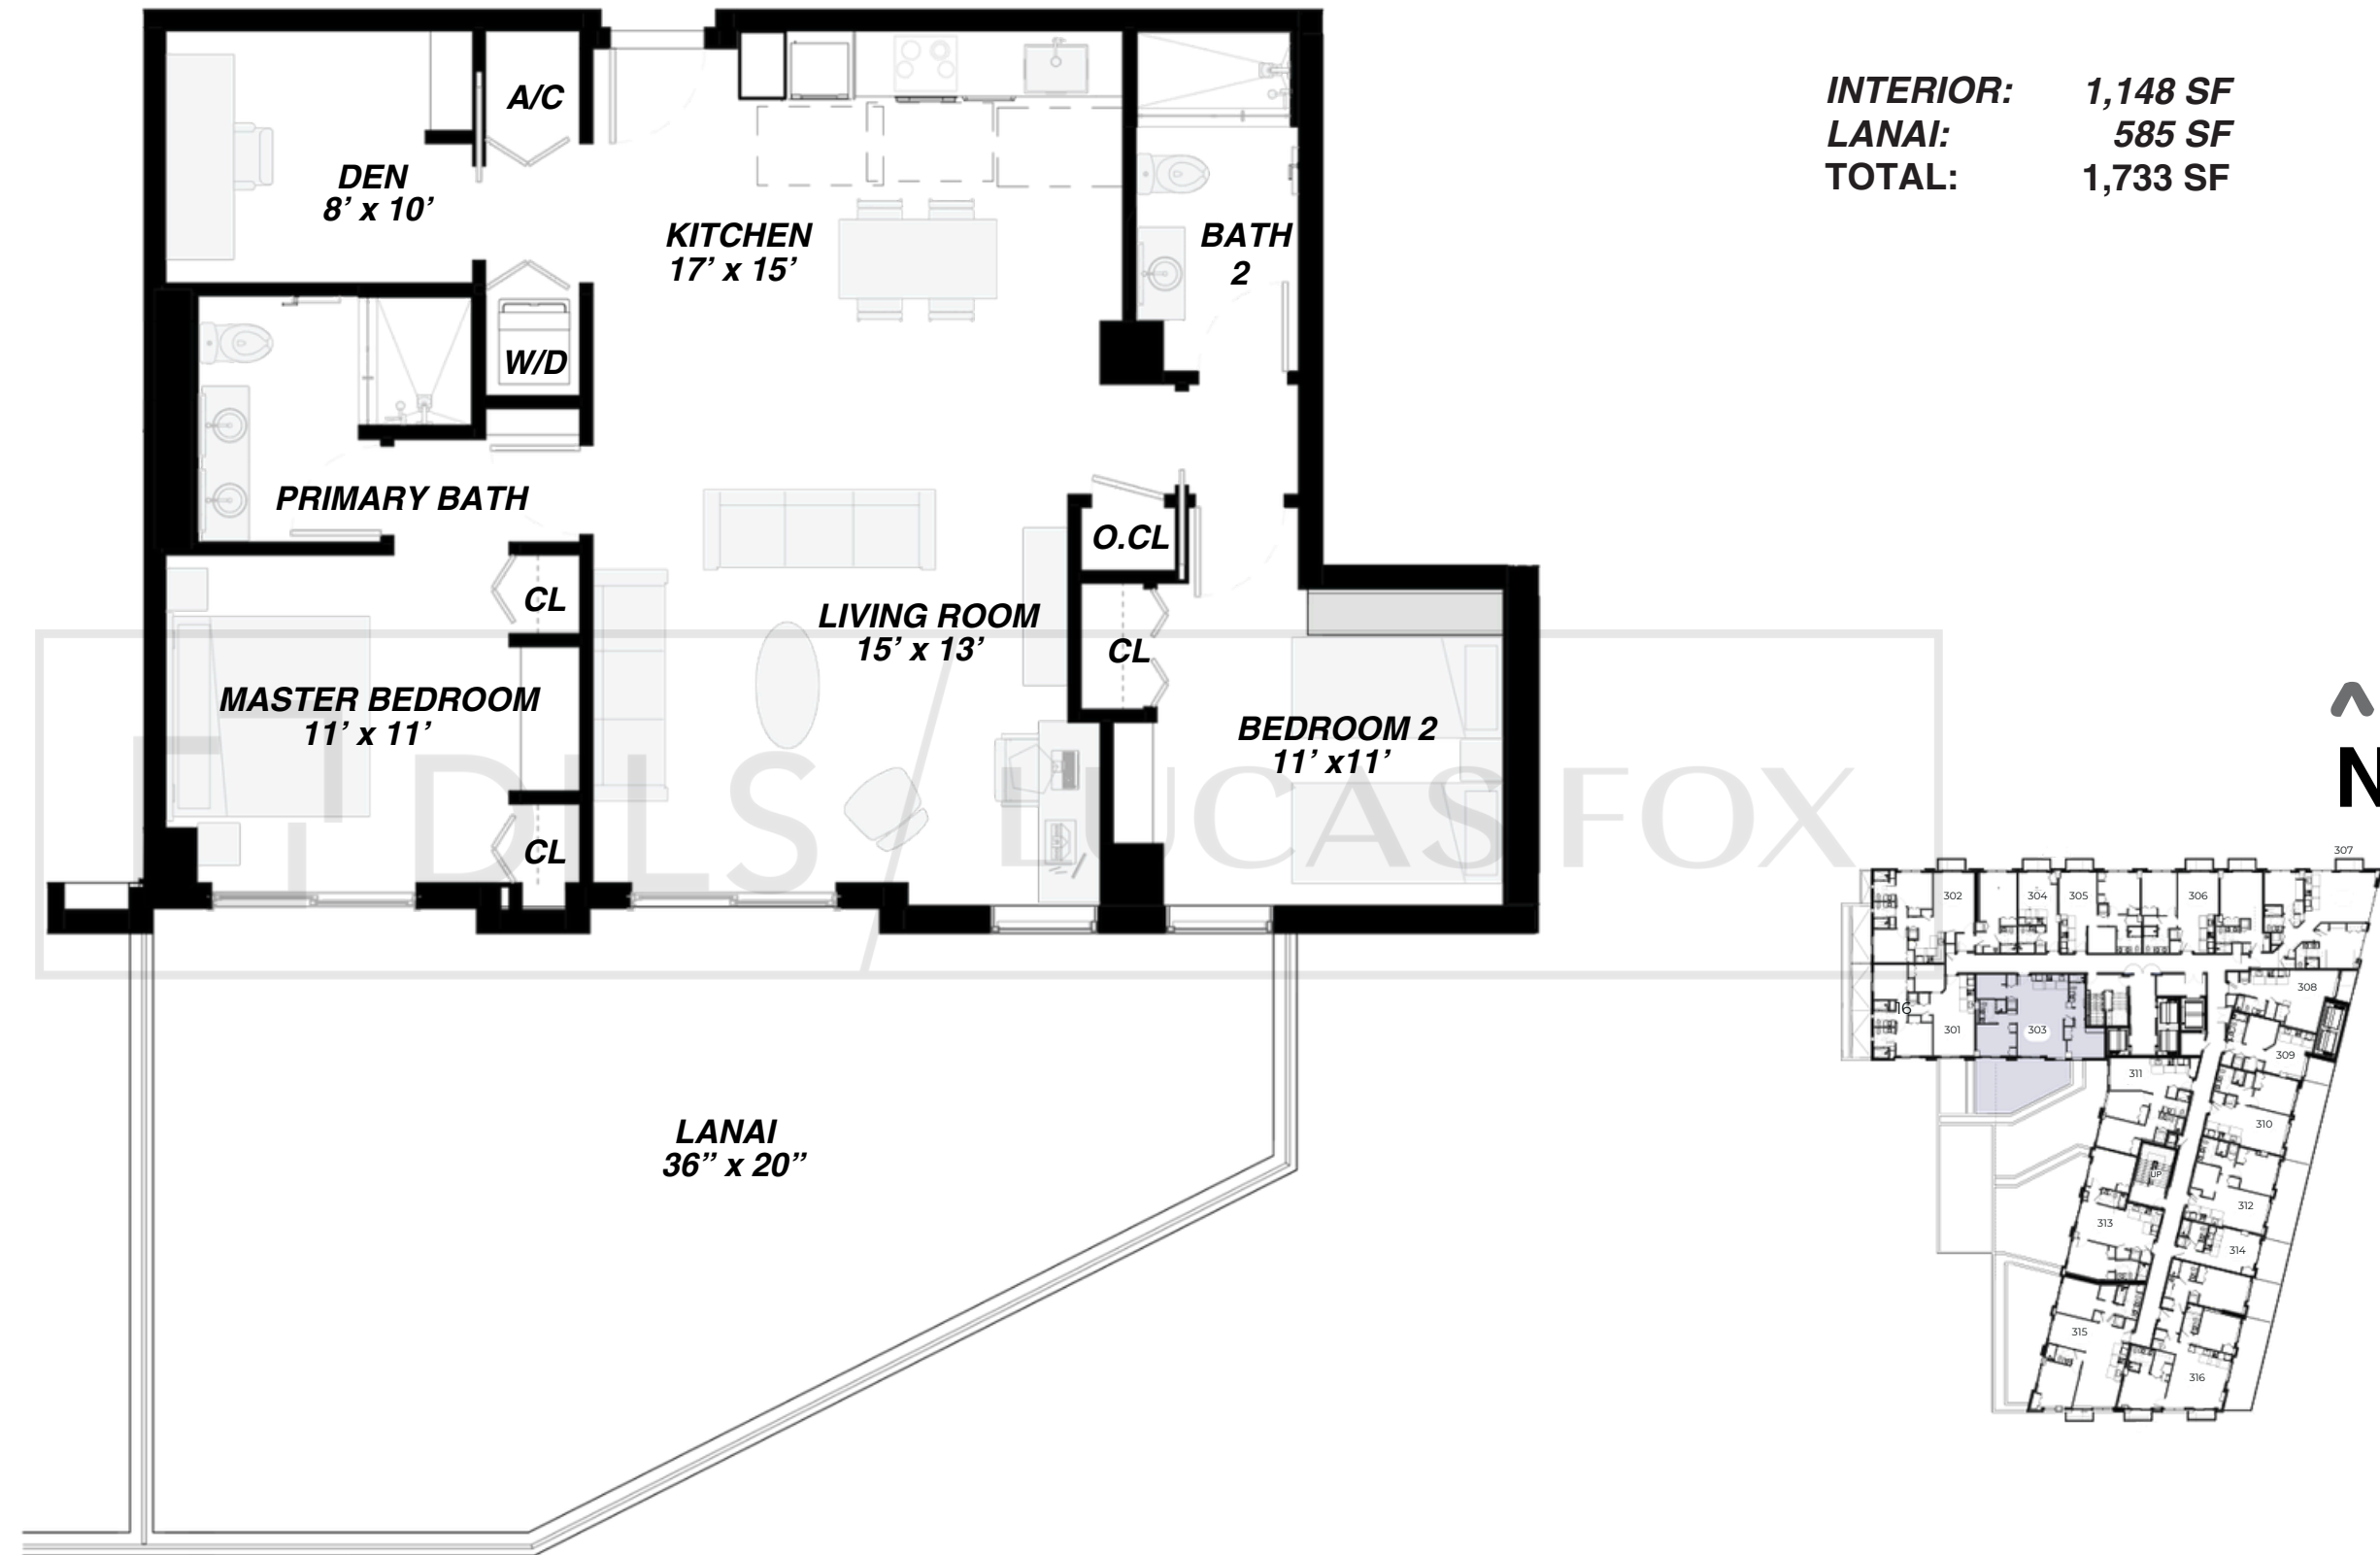 INTERIOR: 1,148 SF
LANAI: 585 SF
TOTAL: 1,733 SF
A/C
DEN
8’ x 10’
KITCHEN
17’ x 15’
BATH
2
W/D
PRIMARY BATH
O.CL
CL
LIVING ROOM
15’ x 13’
CL
MASTER BEDROOM
11’ x 11’
BEDROOM 2
11’ x11’
CL
DILS LUCAS FOX
LANAI
36” x 20”
N
307
302
304
305
306
308
16
301
303
309
311
310
UP
312
313
314
315
316